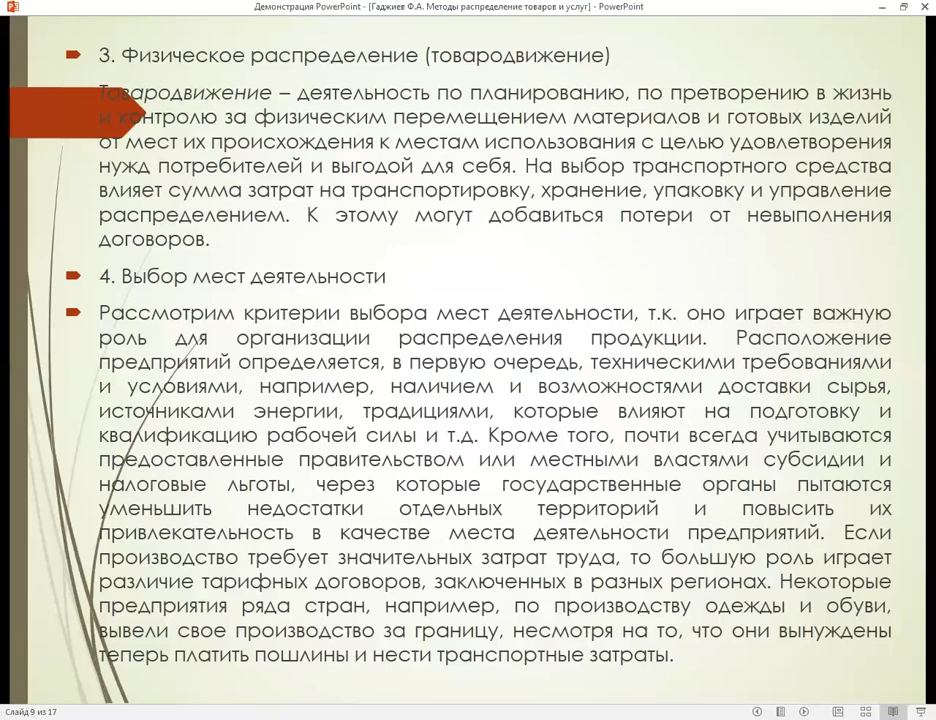 Демонстрация PowerPoint - [Гаджиев Ф.А. Методы распределение товаров и услуг] - PowerPoint
3. Физическое распределение (товародвижение)
Товародвижение – деятельность по планированию, по претворению в жизнь
и контролю за физическим перемещением материалов и готовых изделий
от мест их происхождения к местам использования с целью удовлетворения
нужд потребителей и выгодой для себя. На выбор транспортного средства
влияет сумма затрат на транспортировку, хранение, упаковку и управление
распределением. К этому могут добавиться потери от невыполнения
договоров.
4. Выбор мест деятельности
Рассмотрим критерии выбора мест деятельности, т.к. оно играет важную
роль для организации распределения продукции. Расположение
предприятий определяется, в первую очередь, техническими требованиями
и условиями, например, наличием и возможностями доставки сырья,
источниками энергии, традициями, которые влияют на подготовку и
квалификацию рабочей силы и т.д. Кроме того, почти всегда учитываются
предоставленные правительством или местными властями субсидии и
налоговые льготы, через которые государственные органы пытаются
уменьшить недостатки отдельных территорий и повысить их
привлекательность в качестве места деятельности предприятий. Если
производство требует значительных затрат труда, то большую роль играет
различие тарифных договоров, заключенных в разных регионах. Некоторые
предприятия ряда стран, например, по производству одежды и обуви,
вывели свое производство за границу, несмотря на то, что они вынуждены
теперь платить пошлины и нести транспортные затраты.
Слайд 9 из 17